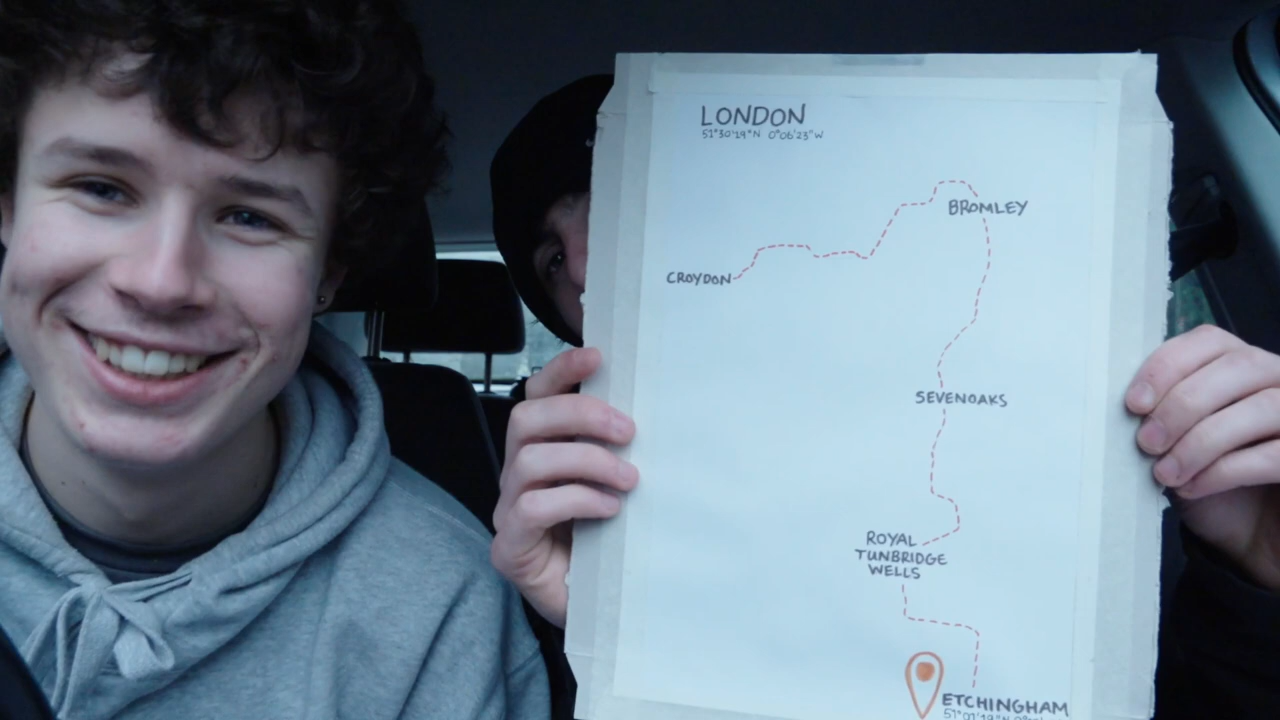 LONDON
51°30'19"N 0°06'23"W
BROMLEY
CROYDON
SEVENOAKS
ROYAL
TUNBRIDGE
WELLS
ETCHINGHAM